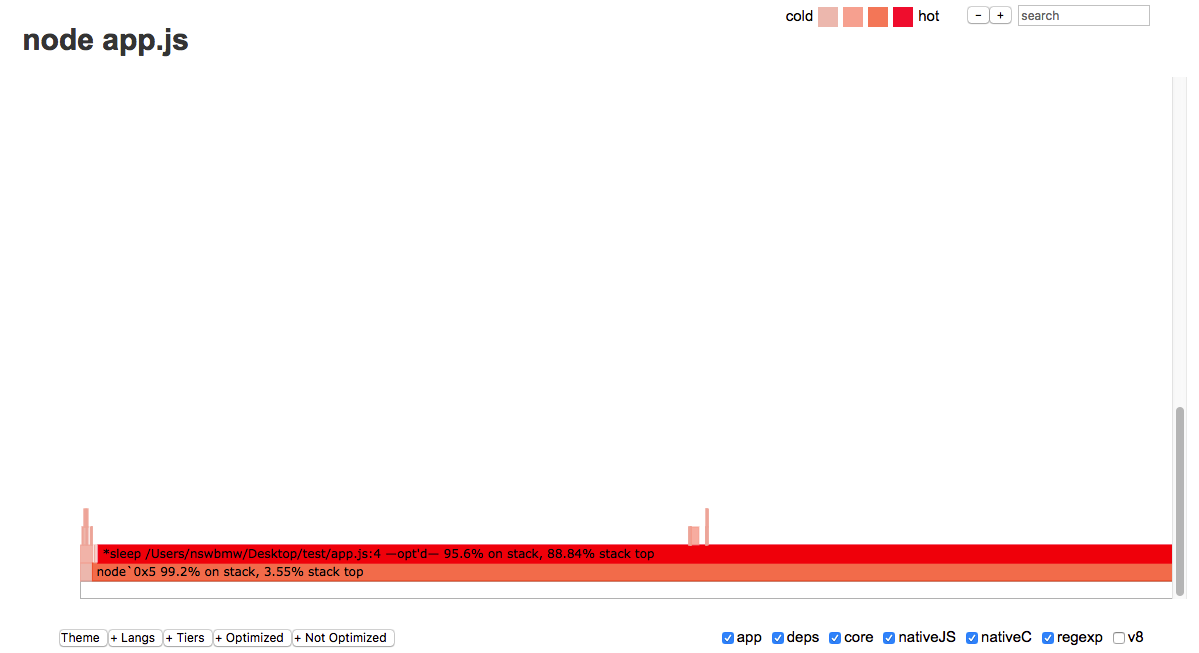 cold hot - + search
node app.js
*sleep /Users/nswbmw/Desktop/test/app.js:4 —opt'd— 95.6% on stack, 88.84% stack top
node`0x5 99.2% on stack, 3.55% stack top
Theme + Langs + Tiers + Optimized + Not Optimized app deps core nativeJS nativeC regexp v8